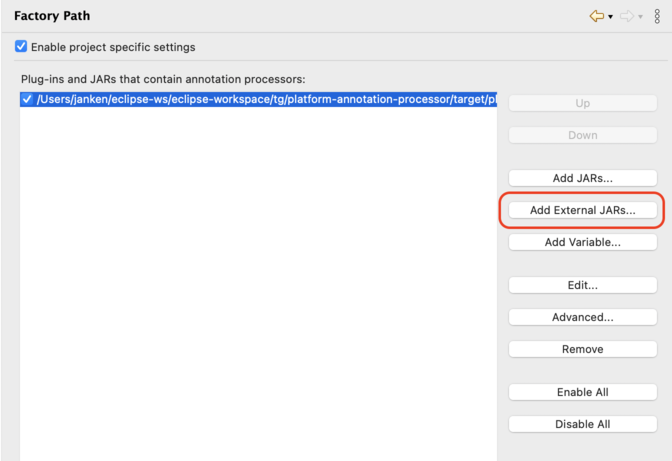 Factory Path
Enable project specific settings
Plug-ins and JARs that contain annotation processors:
/Users/janken/eclipse-ws/eclipse-workspace/tg/platform-annotation-processor/target/pl
Up
Down
Add JARs...
Add External JARs...
Add Variable...
Edit...
Advanced...
Remove
Enable All
Disable All